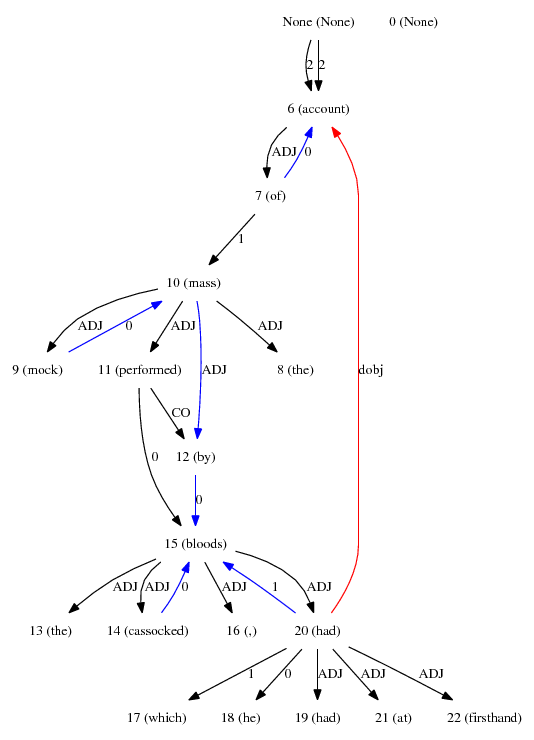 None (None) 0 (None)
2 2
6 (account)
ADJ 0
7 (of)
1
10 (mass)
ADJ 0 ADJ ADJ
9 (mock) 11 (performed) ADJ 8 (the) dobj
CO
0 12 (by)
0
15 (bloods)
ADJ ADJ 0 ADJ 1 ADJ
13 (the) 14 (cassocked) 16 (,) 20 (had)
1 0 ADJ ADJ ADJ
17 (which) 18 (he) 19 (had) 21 (at) 22 (firsthand)